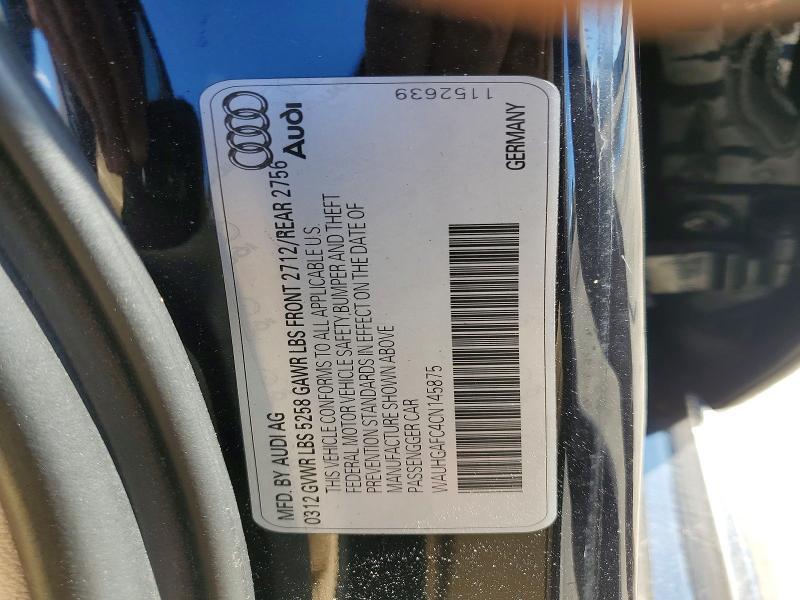 MFD. BY AUDI AG
0312 GVWR LBS 5258 GAWR LBS FRONT 2712/REAR 2756
THIS VEHICLE CONFORMS TO ALL APPLICABLE U.S.
FEDERAL MOTOR VEHICLE SAFETY BUMPER AND THEFT
PREVENTION STANDARDS IN EFFECT ON THE DATE OF
MANUFACTURE SHOWN ABOVE
PASSENGGER CAR
WAUHGAFC4CN145875
Audi
GERMANY
1152639